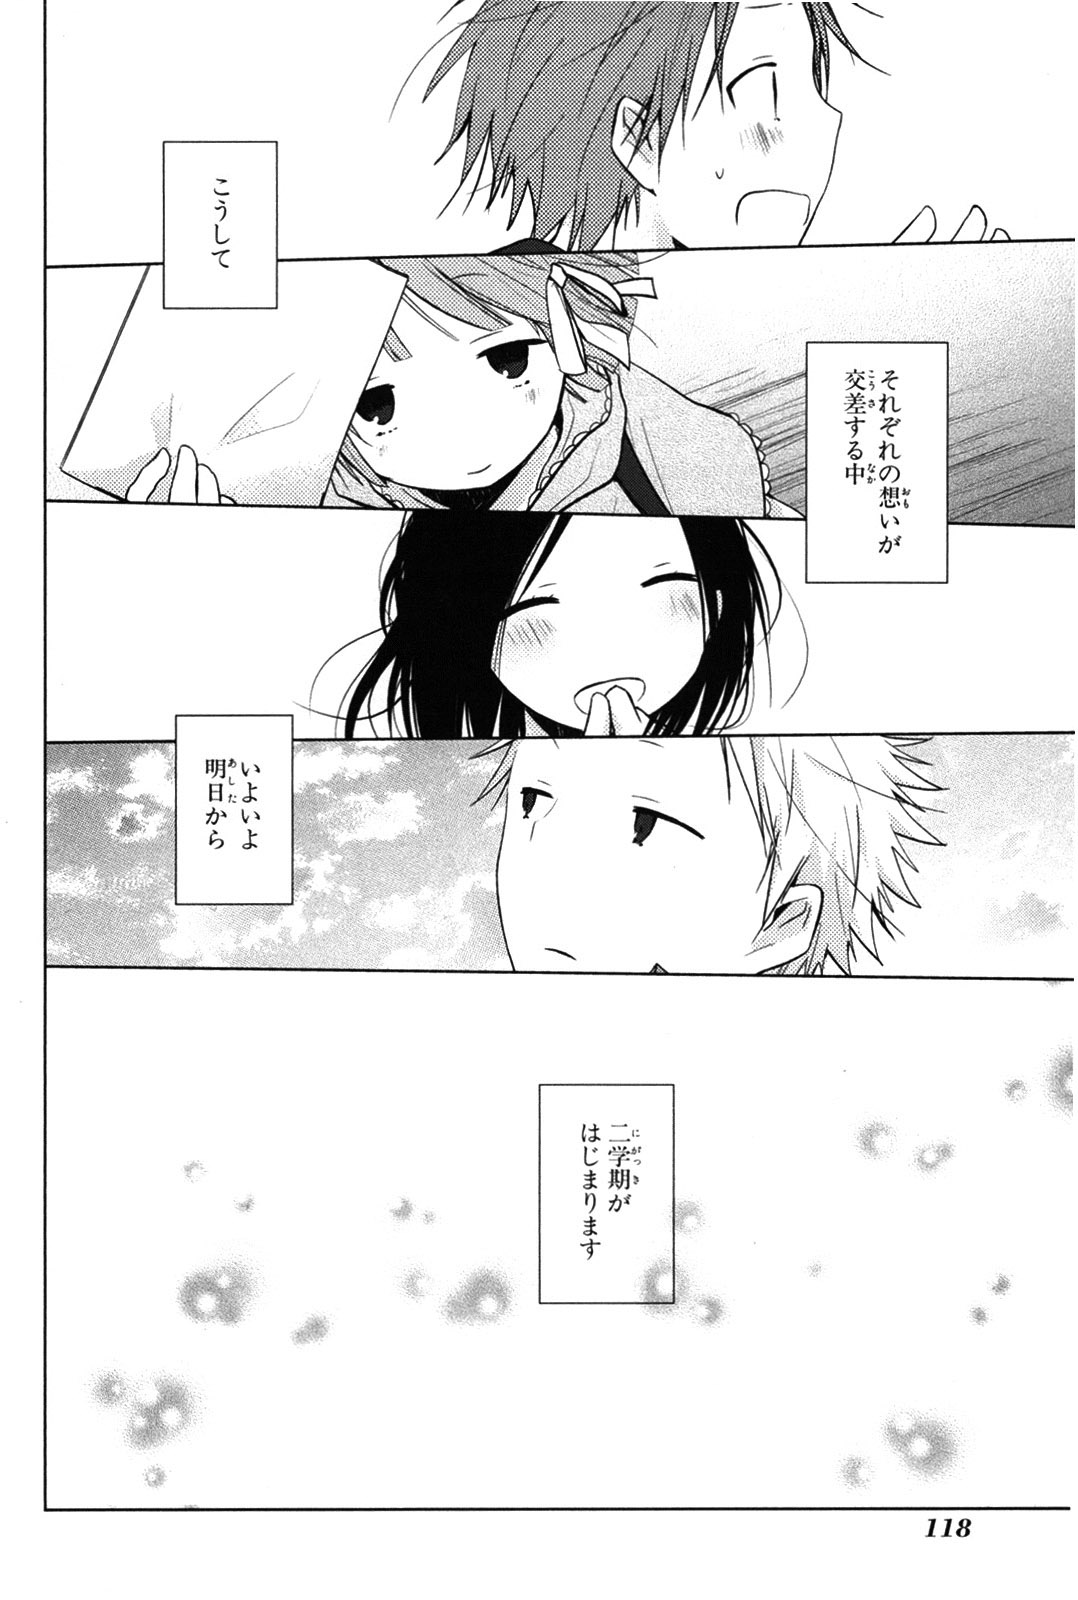 こうして
それぞれの想いが
交差する中
いよいよ
明日から
二学期が
はじまります
118